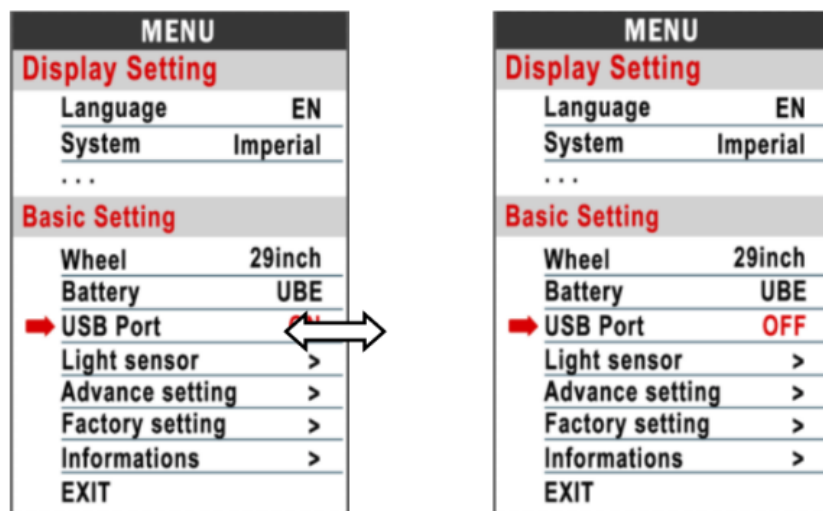 MENU
Display Setting
Language EN
System Imperial
. . .
Basic Setting
Wheel 29inch
Battery UBE
USB Port
Light sensor >
Advance setting >
Factory setting >
Informations >
EXIT
MENU
Display Setting
Language EN
System Imperial
. . .
Basic Setting
Wheel 29inch
Battery UBE
USB Port OFF
Light sensor >
Advance setting >
Factory setting >
Informations >
EXIT